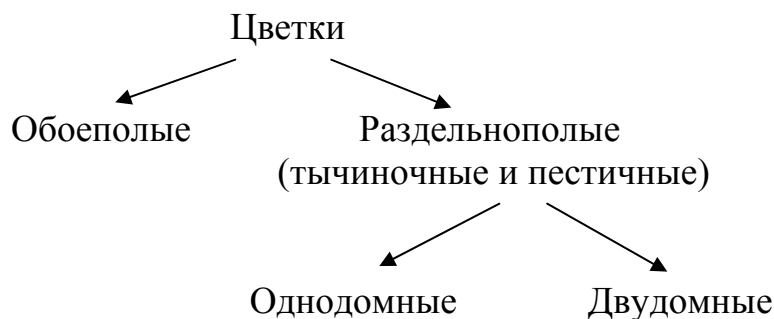 Цветки
Обоеполые Раздельнополые
(тычиночные и пестичные)
Однодомные Двудомные